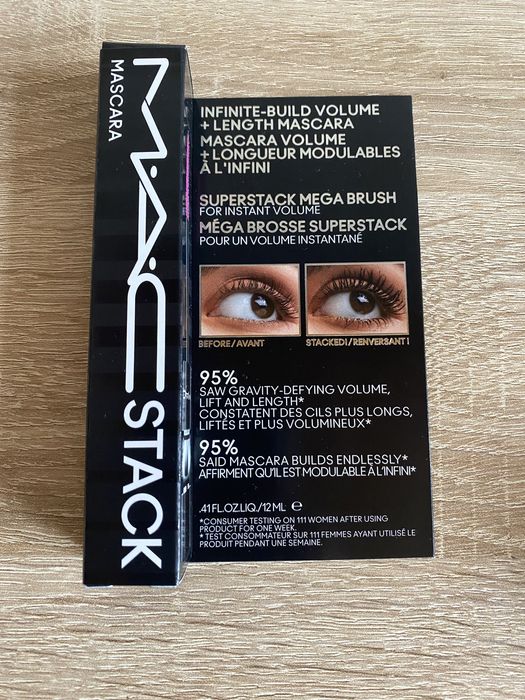 MASCARA
MAC STACK
INFINITE-BUILD VOLUME
+ LENGTH MASCARA
MASCARA VOLUME
+ LONGUEUR MODULABLES
À L'INFINI
SUPERSTACK MEGA BRUSH
FOR INSTANT VOLUME
MÉGA BROSSE SUPERSTACK
POUR UN VOLUME INSTANTANÉ
BEFORE/AVANT
STACKED!/RENVERSANT!
95%
SAW GRAVITY-DEFYING VOLUME,
LIFT AND LENGTH*
CONSTATENT DES CILS PLUS LONGS,
LIFTÉS ET PLUS VOLUMINEUX*
95%
SAID MASCARA BUILDS ENDLESSLY*
AFFIRMENT QU'IL EST MODULABLE À L'INFINI*
.41 FL.OZ.LIQ./12 ML ℮
*CONSUMER TESTING ON 111 WOMEN AFTER USING
PRODUCT FOR ONE WEEK.
* TEST CONSOMMATEUR SUR 111 FEMMES AYANT UTILISÉ LE
PRODUIT PENDANT UNE SEMAINE.